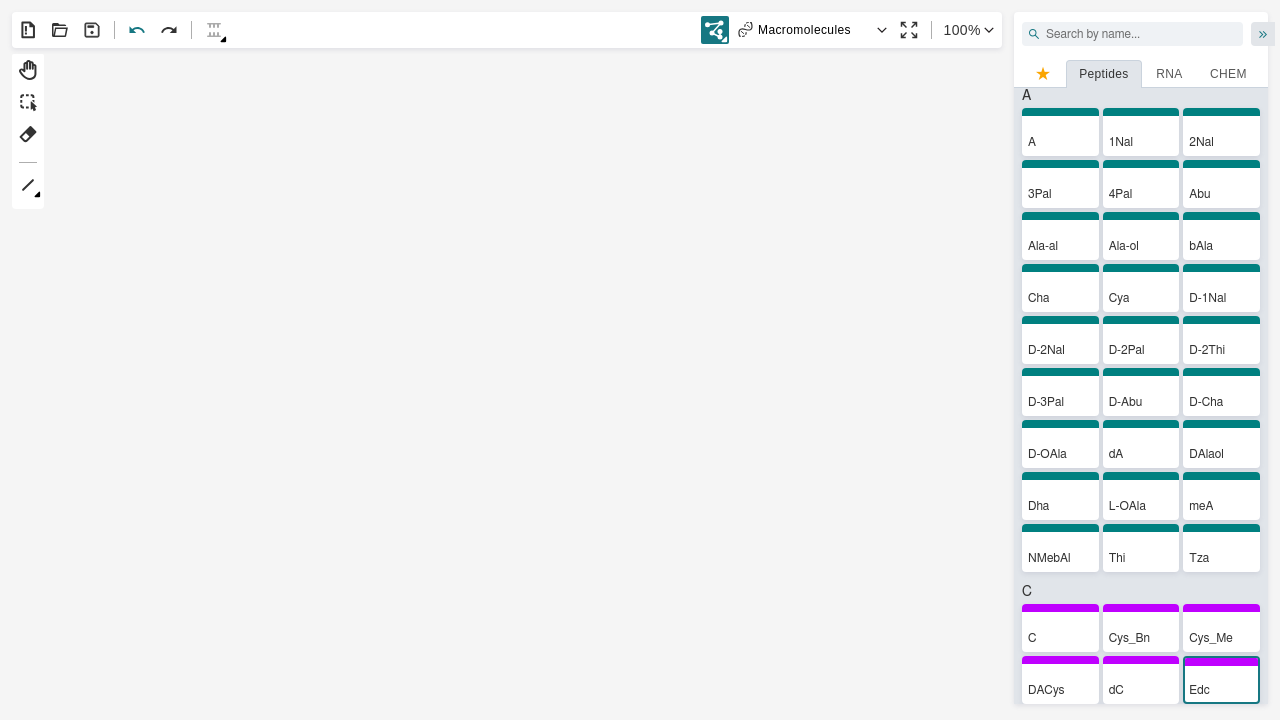 Macromolecules
100%
Search by name...
Peptides
RNA
CHEM
A
A
1Nal
2Nal
3Pal
4Pal
Abu
Ala-al
Ala-ol
bAla
Cha
Cya
D-1Nal
D-2Nal
D-2Pal
D-2Thi
D-3Pal
D-Abu
D-Cha
D-OAla
dA
DAlaol
Dha
L-OAla
meA
NMebAl
Thi
Tza
C
C
Cys_Bn
Cys_Me
DACys
dC
Edc